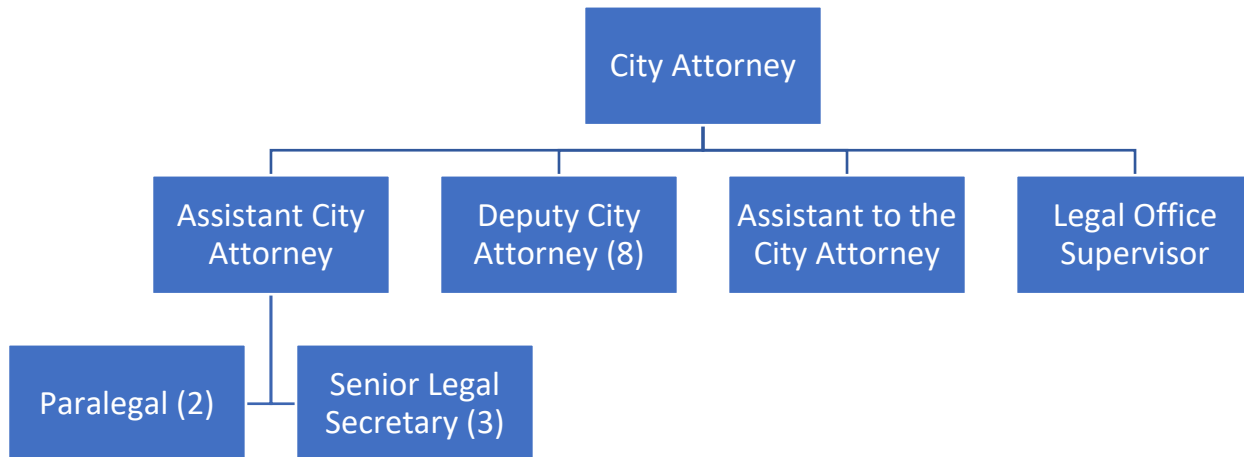 City Attorney
Assistant City
Attorney
Deputy City
Attorney (8)
Assistant to the
City Attorney
Legal Office
Supervisor
Paralegal (2)
Senior Legal
Secretary (3)